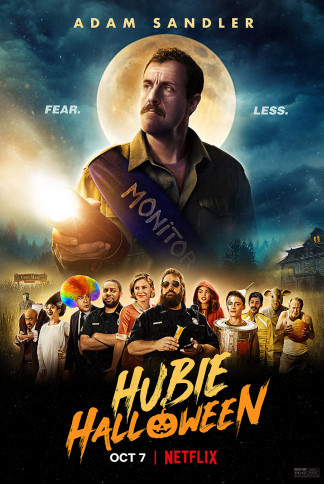 ADAM SANDLER
FEAR. LESS.
MONITOR
HUBIE
HALLOWEEN
OCT 7 | NETFLIX